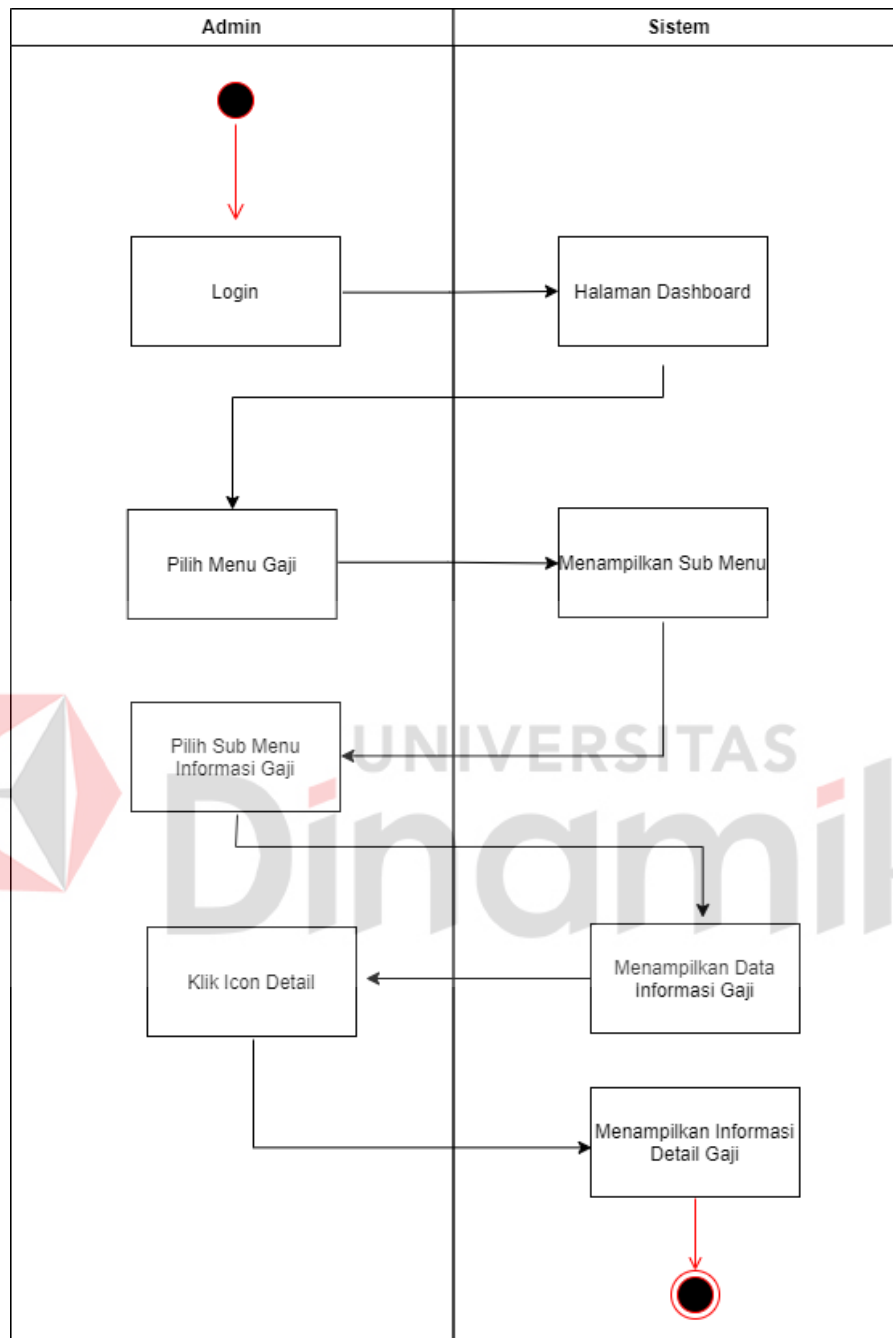 Admin
Sistem
Login
Halaman Dashboard
Pilih Menu Gaji
Menampilkan Sub Menu
Pilih Sub Menu
Informasi Gaji
UNIVERSITAS
Dinami
Menampilkan Data
Informasi Gaji
Klik Icon Detail
Menampilkan Informasi
Detail Gaji